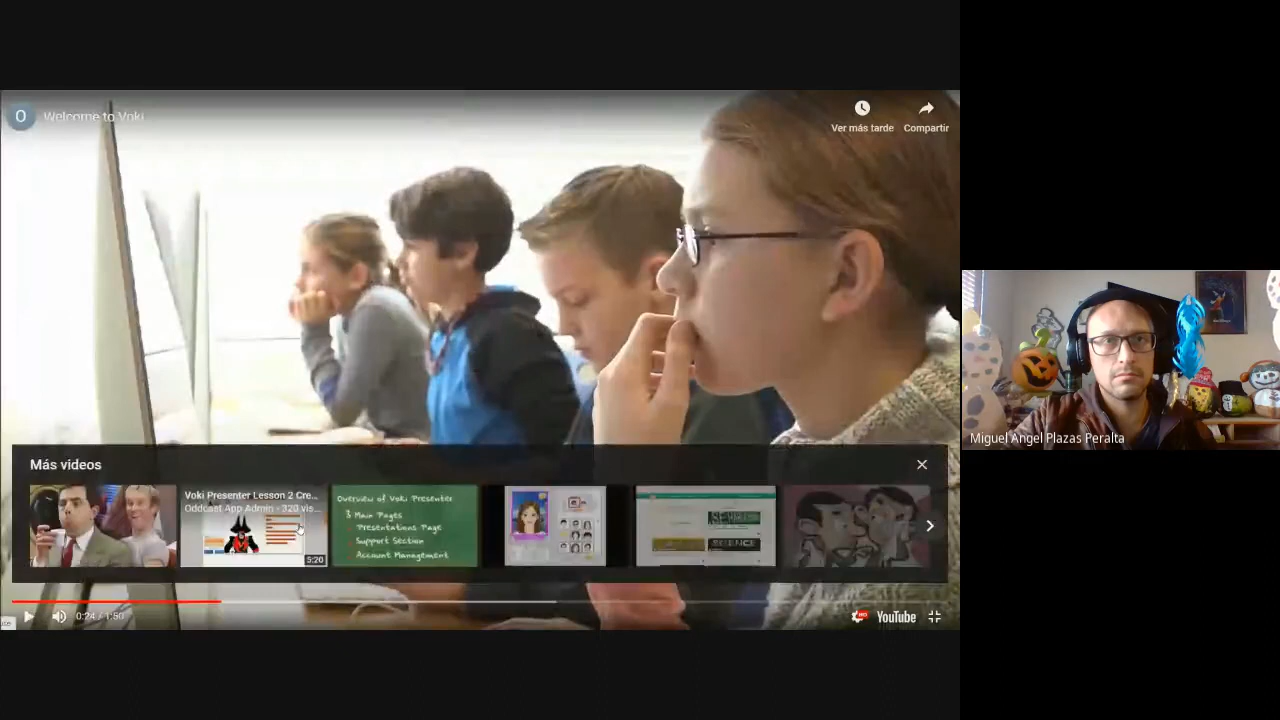 O
Welcome to Voki
Ver más tarde
Compartir
Miguel Angel Plazas Peralta
Más videos
Voki Presenter Lesson 2 Cre...
Oddcast App Admin · 320 vis...
5:20
Overview of Voki Presenter
3 Main Pages
Presentations Page
Support Section
Account Management
SCIENCE
0:24 / 1:50
HD
YouTube